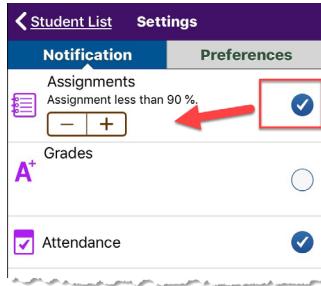 Student List Settings
Notification Preferences
Assignments
Assignment less than 90 %.
− +
Grades
A+
Attendance